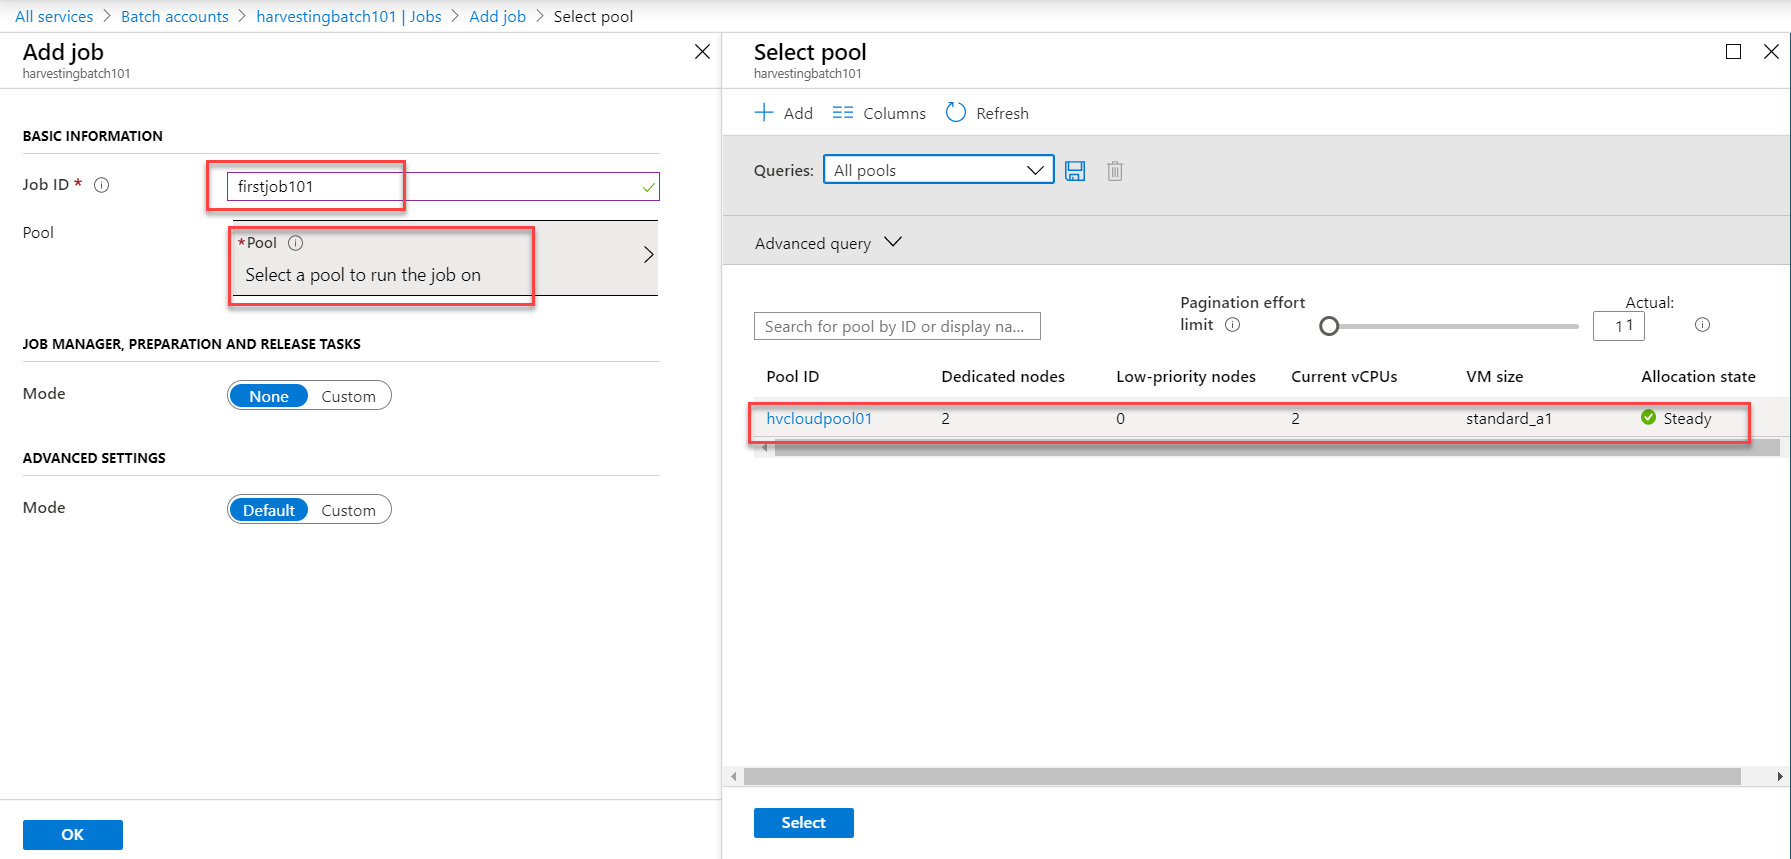 All services > Batch accounts > harvestingbatch101 | Jobs > Add job > Select pool
Add job
harvestingbatch101
BASIC INFORMATION
Job ID *
firstjob101
Pool
*Pool
Select a pool to run the job on
JOB MANAGER, PREPARATION AND RELEASE TASKS
Mode
None Custom
ADVANCED SETTINGS
Mode
Default Custom
OK
Select pool
harvestingbatch101
Add Columns Refresh
Queries: All pools
Advanced query
Search for pool by ID or display na...
Pagination effort
limit
Actual:
1 1
Pool ID Dedicated nodes Low-priority nodes Current vCPUs VM size Allocation state
hvcloudpool01 2 0 2 standard_a1 Steady
Select